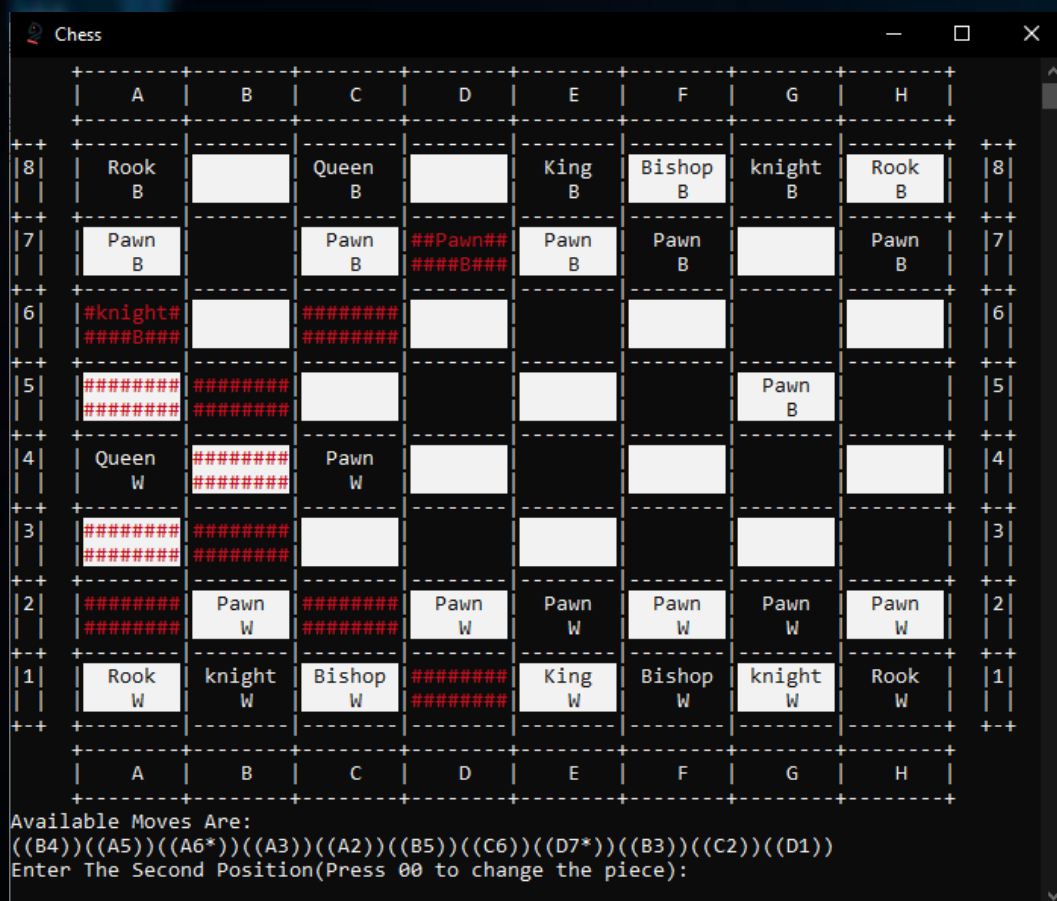 Chess
A B C D E F G H
8 Rook Queen King Bishop knight Rook 8
B B B B B B
7 Pawn Pawn ##Pawn## Pawn Pawn Pawn 7
B B ####B### B B B
6 #knight# ######## 6
####B### ########
5 ######## ######## Pawn 5
######## ######## B
4 Queen ######## Pawn 4
W ######## W
3 ######## ######## 3
######## ########
2 ######## Pawn ######## Pawn Pawn Pawn Pawn Pawn 2
######## W ######## W W W W W
1 Rook knight Bishop ######## King Bishop knight Rook 1
W W W ######## W W W W
A B C D E F G H
Available Moves Are:
((B4))((A5))((A6*))((A3))((A2))((B5))((C6))((D7*))((B3))((C2))((D1))
Enter The Second Position(Press 00 to change the piece):